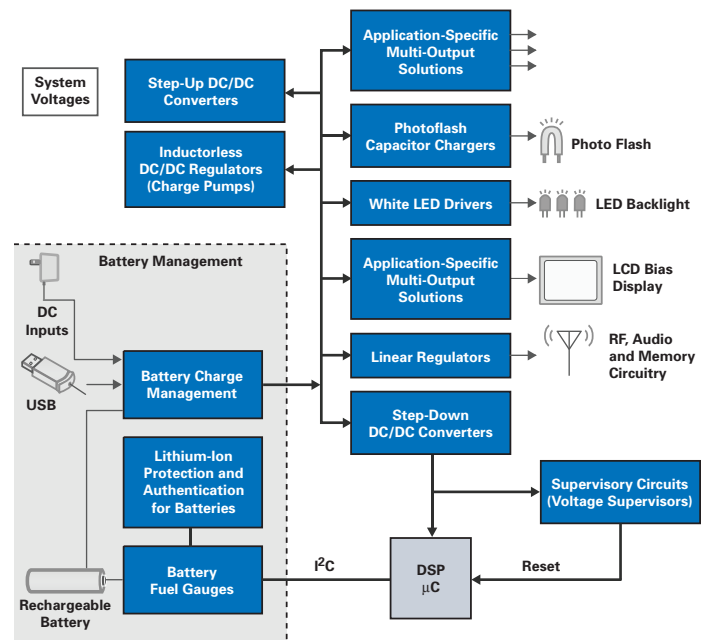 System
Voltages
Step-Up DC/DC
Converters
Inductorless
DC/DC Regulators
(Charge Pumps)
Application-Specific
Multi-Output
Solutions
Photoflash
Capacitor Chargers
Photo Flash
White LED Drivers
LED Backlight
Application-Specific
Multi-Output
Solutions
LCD Bias
Display
Linear Regulators
RF, Audio
and Memory
Circuitry
Step-Down
DC/DC Converters
Battery Management
DC
Inputs
USB
Battery Charge
Management
Lithium-Ion
Protection and
Authentication
for Batteries
Battery
Fuel Gauges
Rechargeable
Battery
I²C
DSP
μC
Reset
Supervisory Circuits
(Voltage Supervisors)